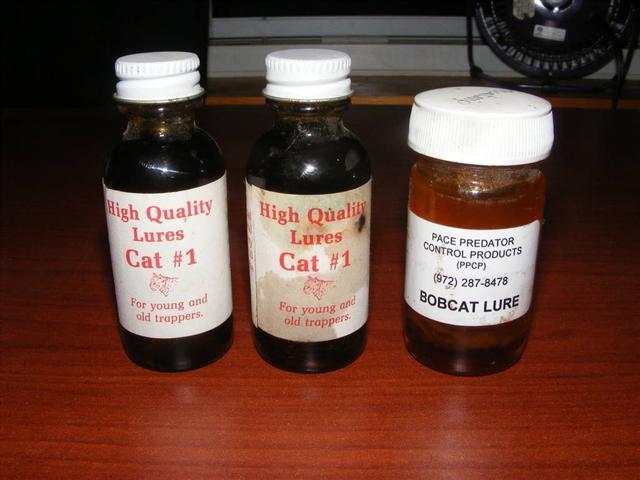 High Quality
Lures
Cat #1
For young and
old trappers.
High Quality
Lures
Cat #1
For young and
old trappers.
PACE PREDATOR
CONTROL PRODUCTS
(PPCP)
(972) 287-8478
BOBCAT LURE